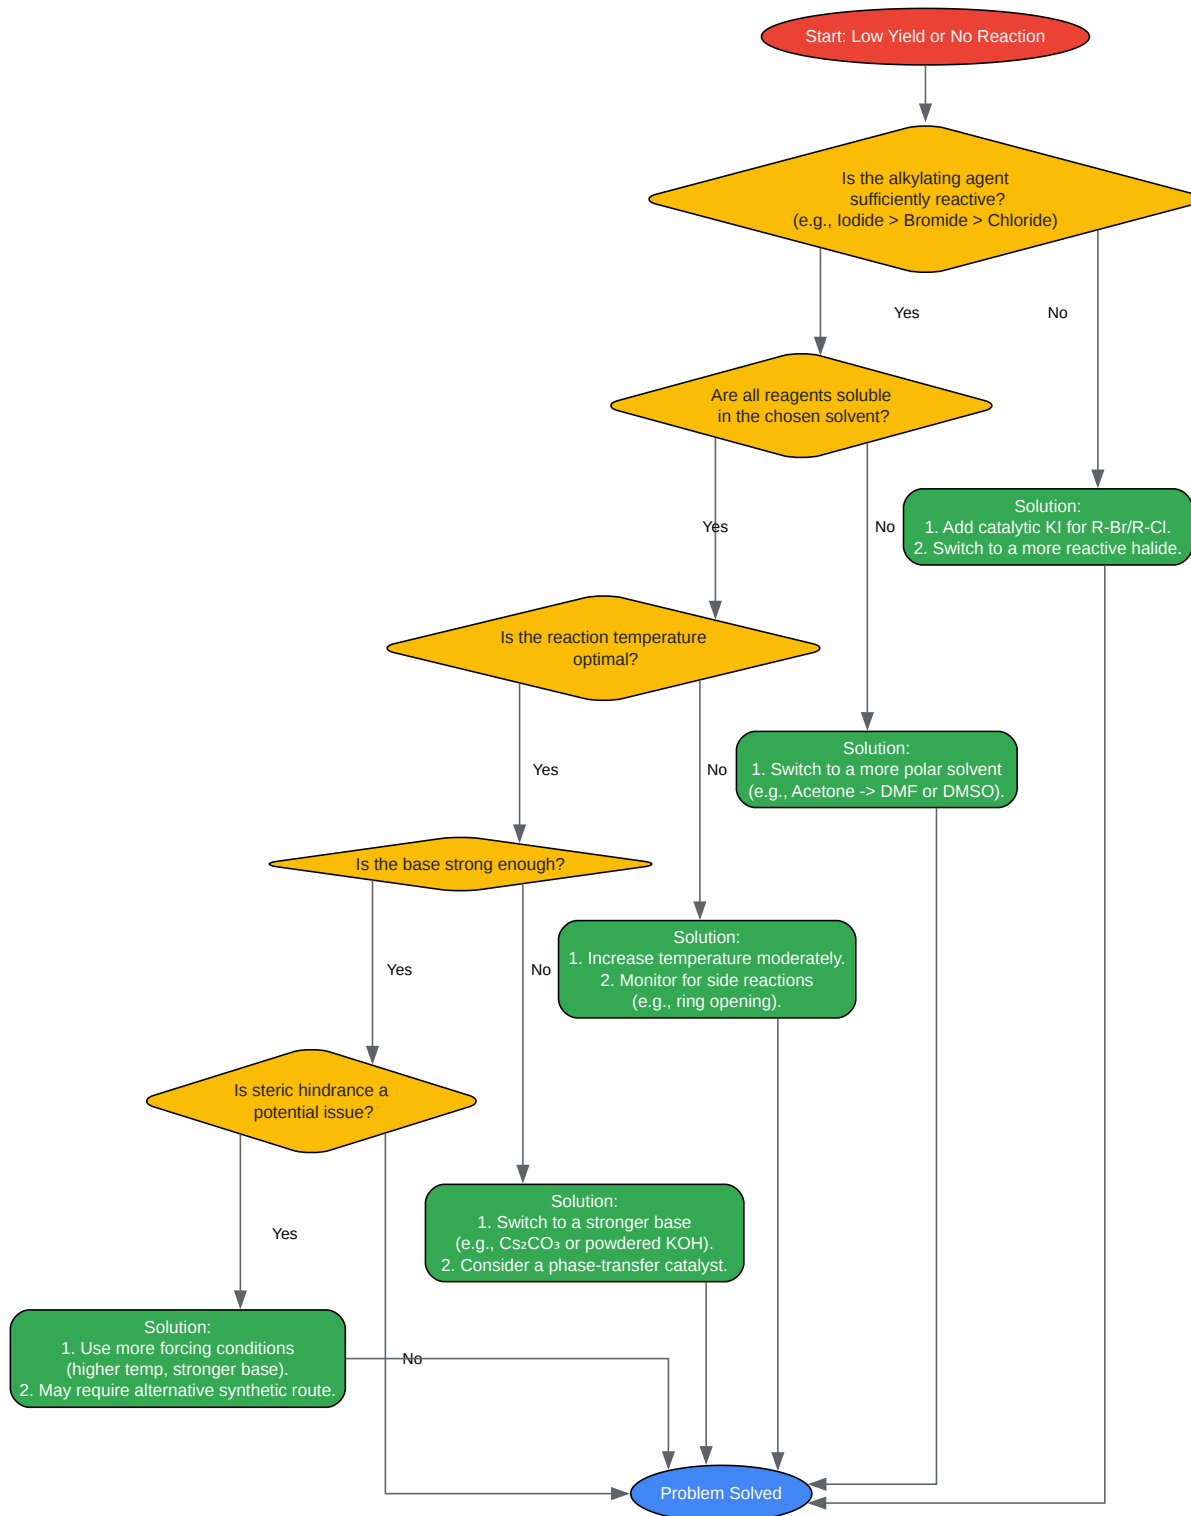 Start: Low Yield or No Reaction
Is the alkylating agent
sufficiently reactive?
(e.g., Iodide > Bromide > Chloride)
Yes
No
Are all reagents soluble
in the chosen solvent?
Yes
No
Solution:
1. Add catalytic KI for R-Br/R-Cl.
2. Switch to a more reactive halide.
Is the reaction temperature
optimal?
Yes
No
Solution:
1. Switch to a more polar solvent
(e.g., Acetone -> DMF or DMSO).
Is the base strong enough?
Yes
No
Solution:
1. Increase temperature moderately.
2. Monitor for side reactions
(e.g., ring opening).
Is steric hindrance a
potential issue?
Yes
No
Solution:
1. Switch to a stronger base
(e.g., Cs₂CO₃ or powdered KOH).
2. Consider a phase-transfer catalyst.
Solution:
1. Use more forcing conditions
(higher temp, stronger base).
2. May require alternative synthetic route.
Problem Solved